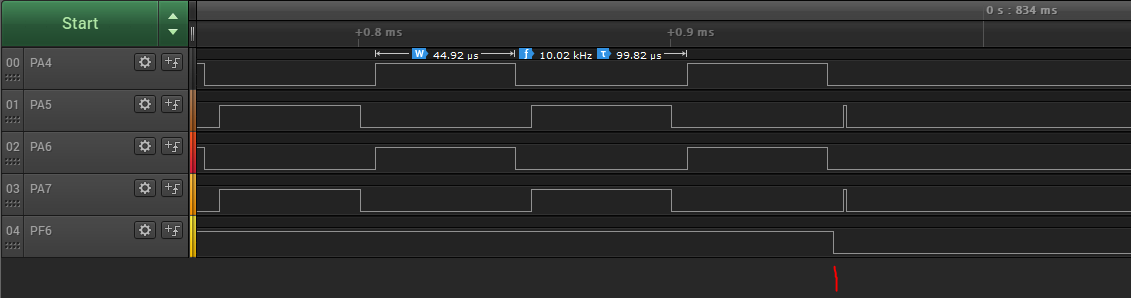 Start
0 s : 834 ms
+0.8 ms
+0.9 ms
W 44.92 µs f 10.02 kHz τ 99.82 µs
00 PA4
01 PA5
02 PA6
03 PA7
04 PF6